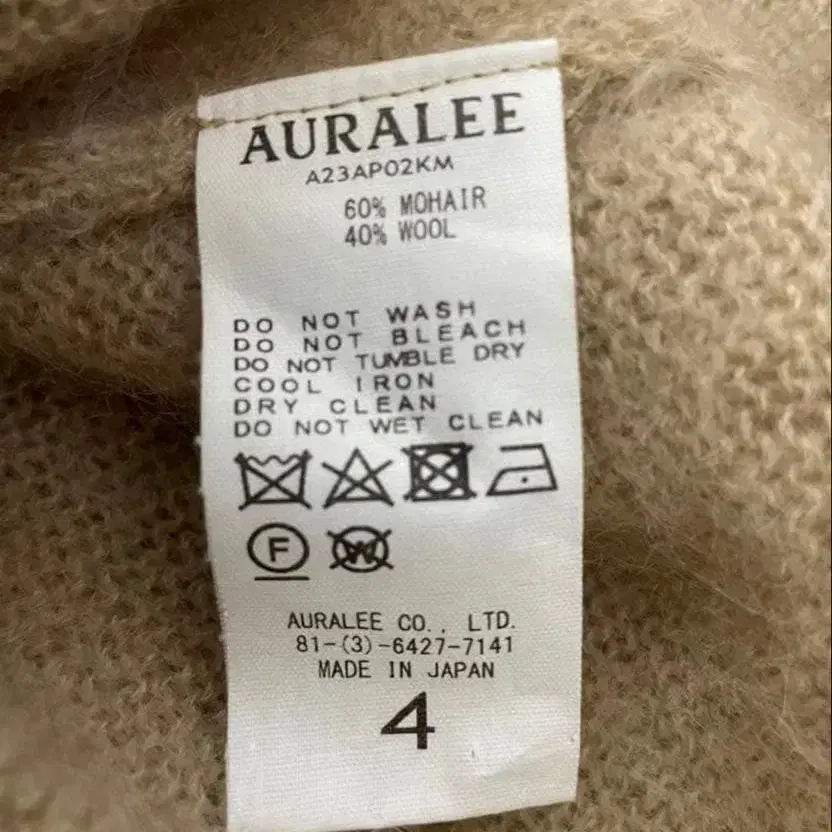 AURALEE
A23AP02KM
60% MOHAIR
40% WOOL
DO NOT WASH
DO NOT BLEACH
DO NOT TUMBLE DRY
COOL IRON
DRY CLEAN
DO NOT WET CLEAN
F W
AURALEE CO., LTD.
81-(3)-6427-7141
MADE IN JAPAN
4